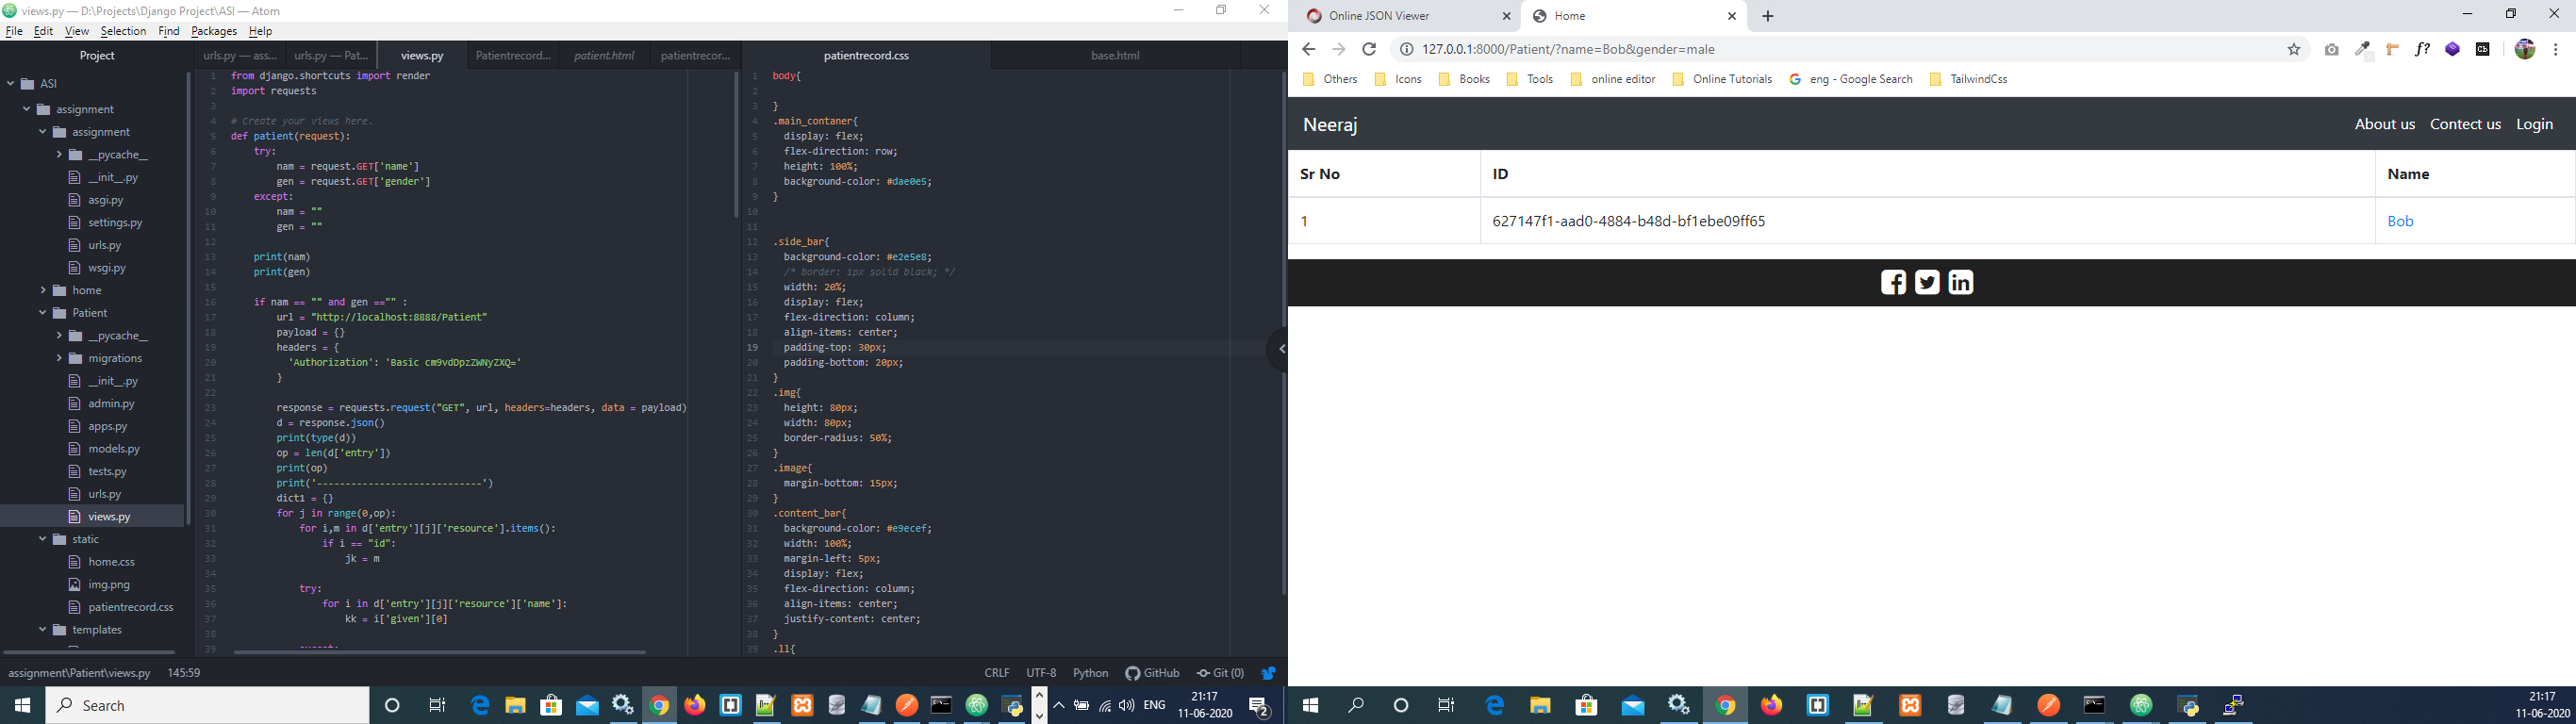 views.py — D:\Projects\Django Project\ASI — Atom
File Edit View Selection Find Packages Help
Project
ASI
assignment
assignment
__pycache__
__init__.py
asgi.py
settings.py
urls.py
wsgi.py
home
Patient
__pycache__
migrations
__init__.py
admin.py
apps.py
models.py
tests.py
urls.py
views.py
static
home.css
img.png
patientrecord.css
templates
urls.py — ass... urls.py — Pat... views.py Patientrecord... patient.html patientrecor...
1 from django.shortcuts import render
2 import requests
3
4 # Create your views here.
5 def patient(request):
6 try:
7 nam = request.GET['name']
8 gen = request.GET['gender']
9 except:
10 nam = ""
11 gen = ""
12
13 print(nam)
14 print(gen)
15
16 if nam == "" and gen =="" :
17 url = "http://localhost:8888/Patient"
18 payload = {}
19 headers = {
20 'Authorization': 'Basic cm9vdDpzZWNyZXQ='
21 }
22
23 response = requests.request("GET", url, headers=headers, data = payload)
24 d = response.json()
25 print(type(d))
26 op = len(d['entry'])
27 print(op)
28 print('-----------------------------')
29 dict1 = {}
30 for j in range(0,op):
31 for i,m in d['entry'][j]['resource'].items():
32 if i == "id":
33 jk = m
34
35 try:
36 for i in d['entry'][j]['resource']['name']:
37 kk = i['given'][0]
38
39
patientrecord.css base.html
1 body{
2
3 }
4 .main_contaner{
5 display: flex;
6 flex-direction: row;
7 height: 100%;
8 background-color: #dae0e5;
9 }
10
11
12 .side_bar{
13 background-color: #e2e5e8;
14 /* border: 1px solid black; */
15 width: 20%;
16 display: flex;
17 flex-direction: column;
18 align-items: center;
19 padding-top: 30px;
20 padding-bottom: 20px;
21 }
22 .img{
23 height: 80px;
24 width: 80px;
25 border-radius: 50%;
26 }
27 .image{
28 margin-bottom: 15px;
29 }
30 .content_bar{
31 background-color: #e9ecef;
32 width: 100%;
33 margin-left: 5px;
34 display: flex;
35 flex-direction: column;
36 align-items: center;
37 justify-content: center;
38 }
39 .ll{
assignment\Patient\views.py 145:59 CRLF UTF-8 Python GitHub Git (0)
Search
ENG
21:17
11-06-2020
2
Online JSON Viewer Home
127.0.0.1:8000/Patient/?name=Bob&gender=male
f?
Others Icons Books Tools online editor Online Tutorials eng - Google Search TailwindCss
Neeraj About us Contect us Login
Sr No ID Name
1 627147f1-aad0-4884-b48d-bf1ebe09ff65 Bob
21:17
11-06-2020